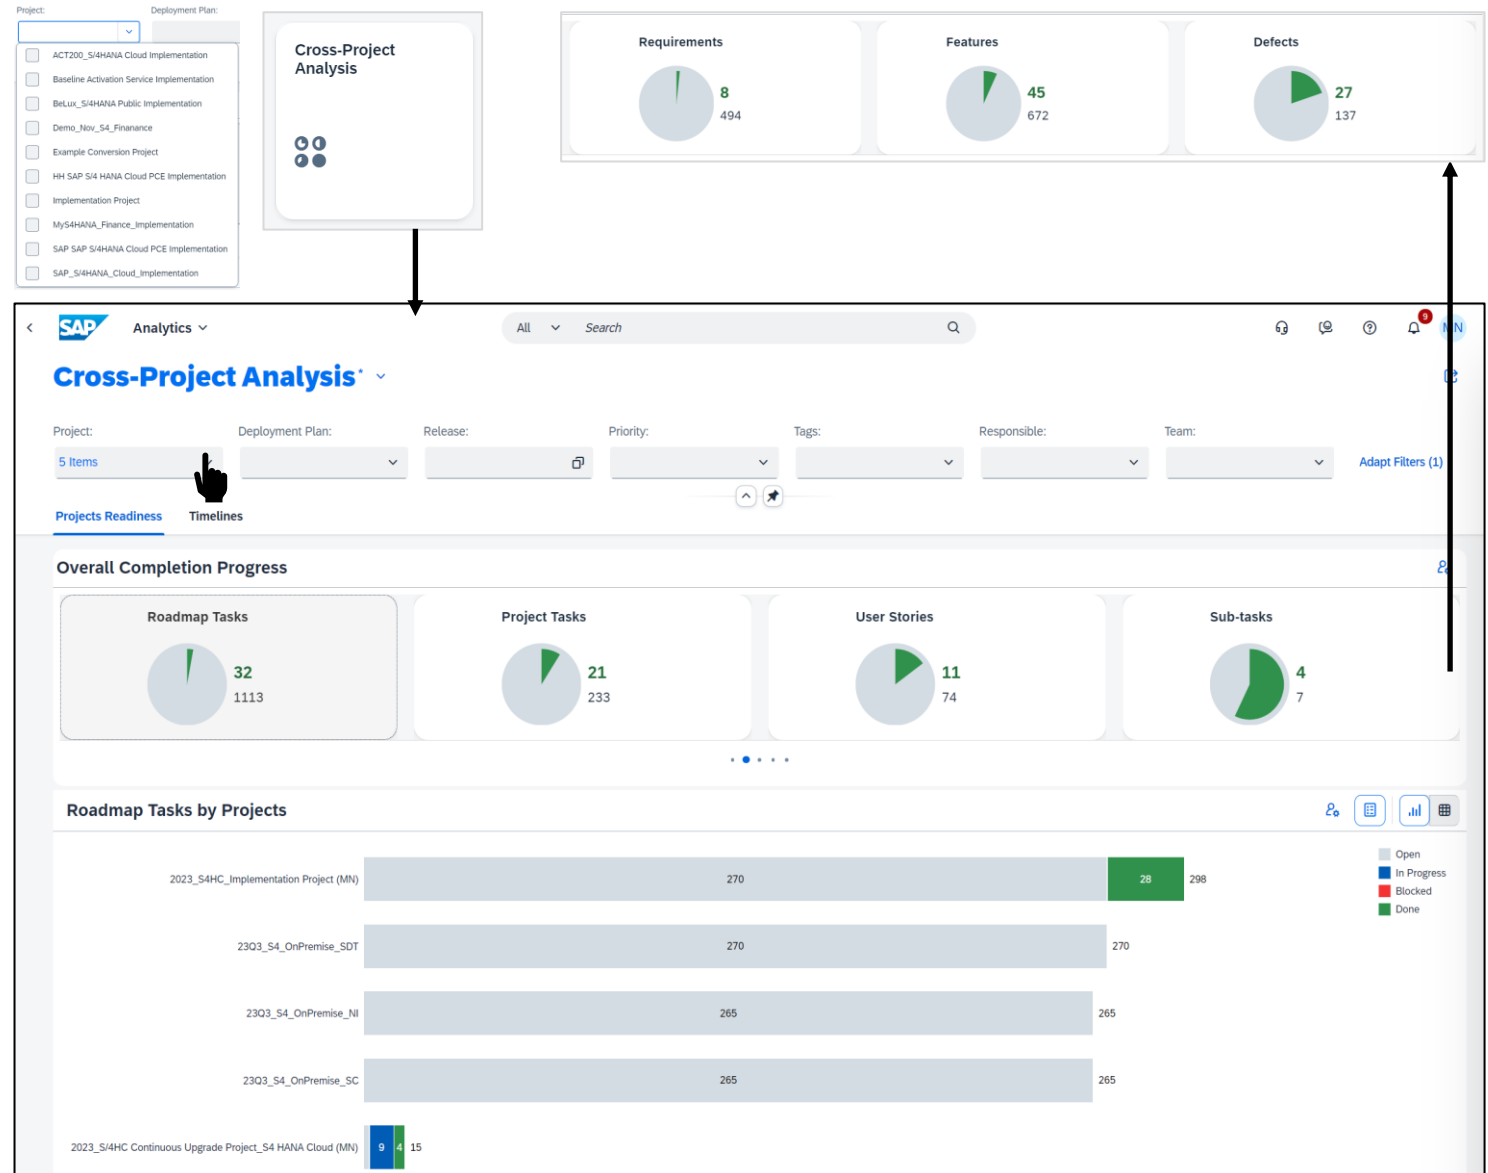 Project:
Deployment Plan:
ACT200_S/4HANA Cloud Implementation
Baseline Activation Service Implementation
BeLux_S/4HANA Public Implementation
Demo_Nov_S4_Finanance
Example Conversion Project
HH SAP S/4 HANA Cloud PCE Implementation
Implementation Project
MyS4HANA_Finance_Implementation
SAP SAP S/4HANA Cloud PCE Implementation
SAP_S/4HANA_Cloud_Implementation
Cross-Project
Analysis
Requirements
8
494
Features
45
672
Defects
27
137
SAP
Analytics
All
Search
9
MN
Cross-Project Analysis*
Project:
Deployment Plan:
Release:
Priority:
Tags:
Responsible:
Team:
5 Items
Adapt Filters (1)
Projects Readiness
Timelines
Overall Completion Progress
Roadmap Tasks
32
1113
Project Tasks
21
233
User Stories
11
74
Sub-tasks
4
7
Roadmap Tasks by Projects
Open
In Progress
Blocked
Done
2023_S4HC_Implementation Project (MN)
270
28
298
23Q3_S4_OnPremise_SDT
270
270
23Q3_S4_OnPremise_NI
265
265
23Q3_S4_OnPremise_SC
265
265
2023_S/4HC Continuous Upgrade Project_S4 HANA Cloud (MN)
9
4
15